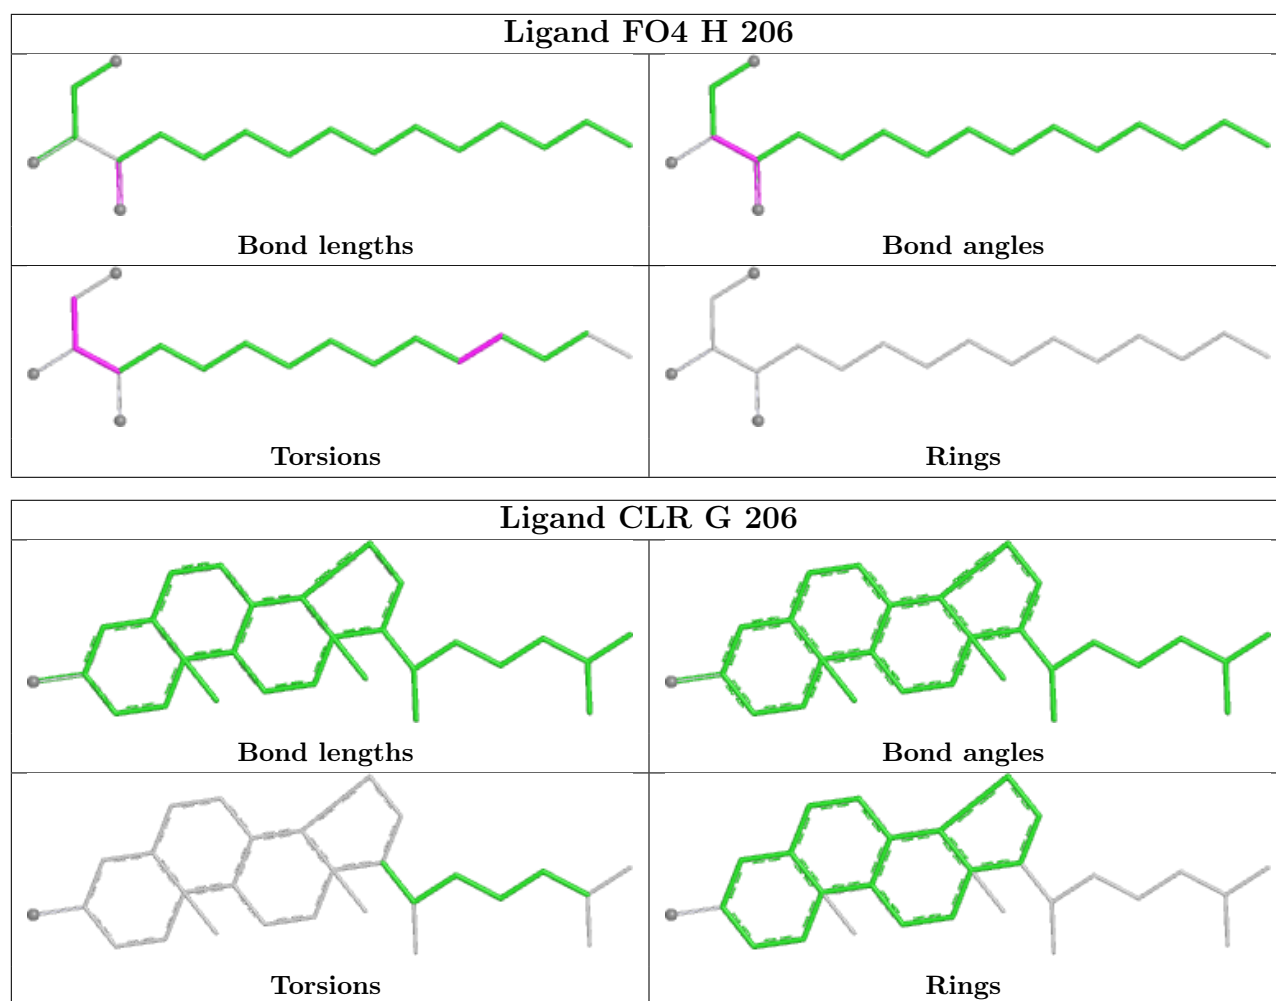 Ligand FO4 H 206
Bond lengths
Bond angles
Torsions
Rings
Ligand CLR G 206
Bond lengths
Bond angles
Torsions
Rings